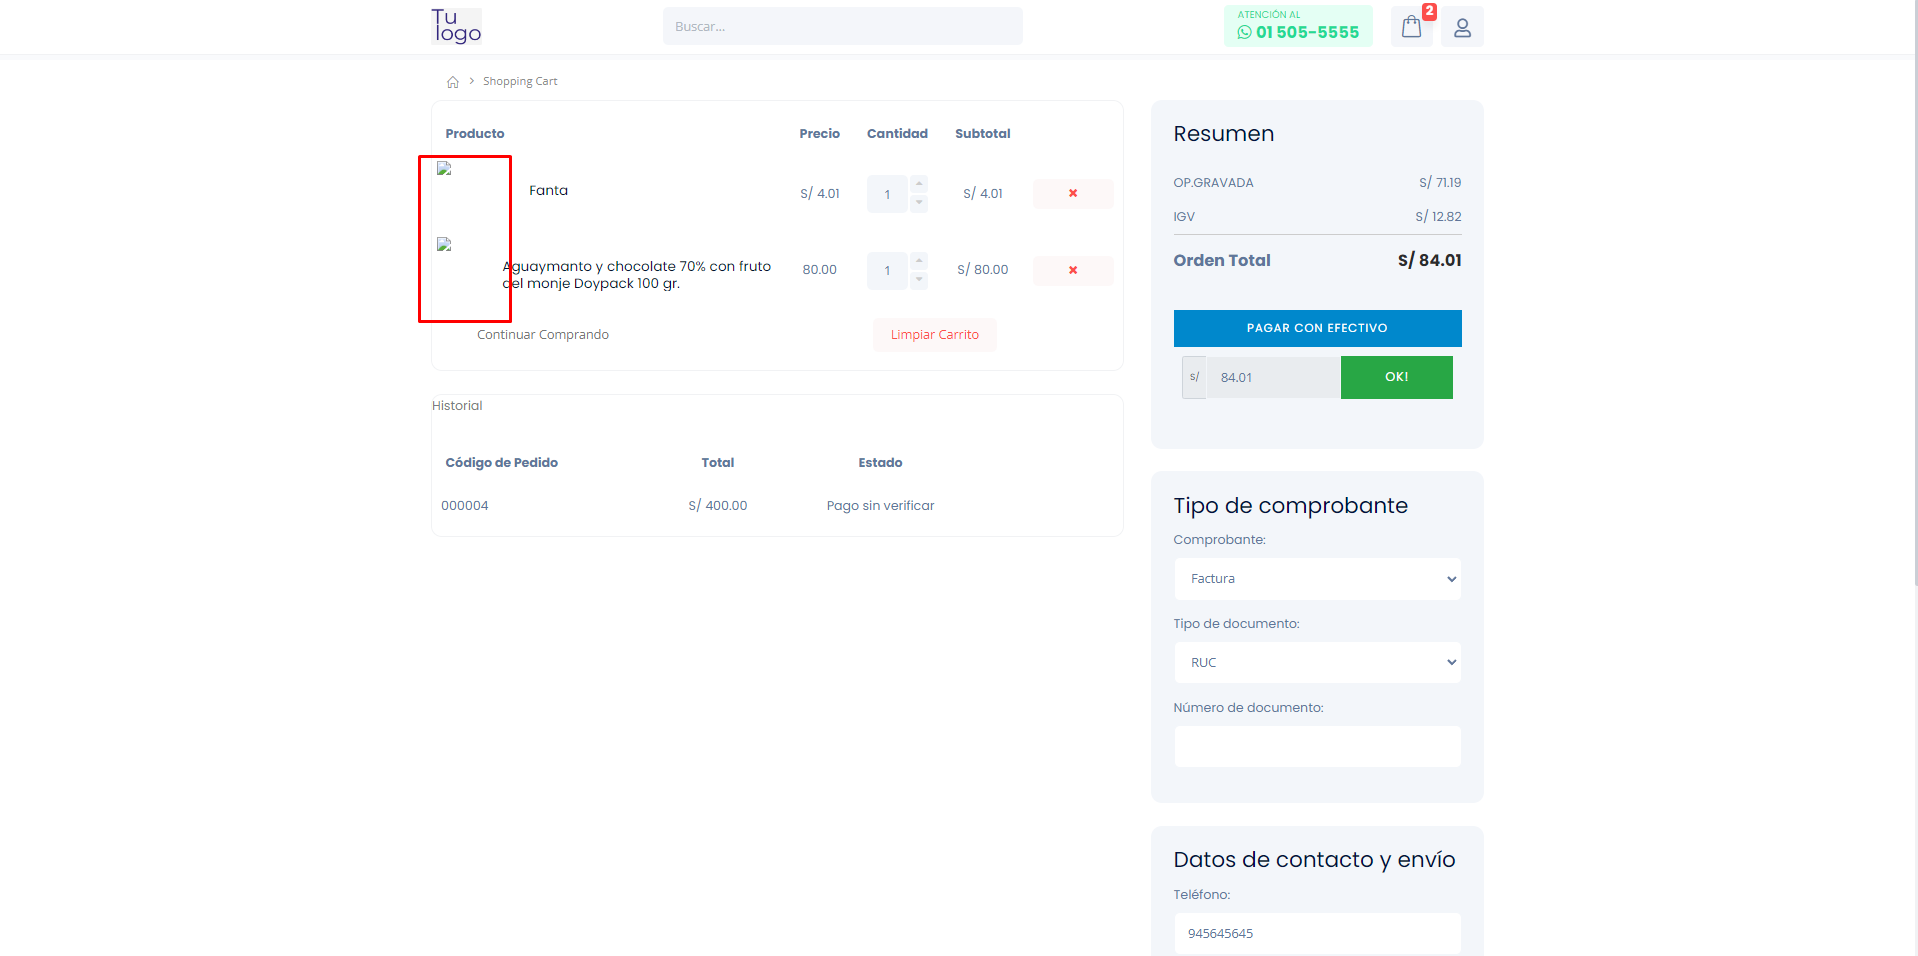 Tu
logo
Buscar...
ATENCIÓN AL
01 505-5555
2
Shopping Cart
Producto Precio Cantidad Subtotal
Fanta S/ 4.01 1 S/ 4.01
Aguaymanto y chocolate 70% con fruto
del monje Doypack 100 gr. 80.00 1 S/ 80.00
Continuar Comprando Limpiar Carrito
Historial
Código de Pedido Total Estado
000004 S/ 400.00 Pago sin verificar
Resumen
OP.GRAVADA S/ 71.19
IGV S/ 12.82
Orden Total S/ 84.01
PAGAR CON EFECTIVO
S/ 84.01 OK!
Tipo de comprobante
Comprobante:
Factura
Tipo de documento:
RUC
Número de documento:
Datos de contacto y envío
Teléfono:
945645645